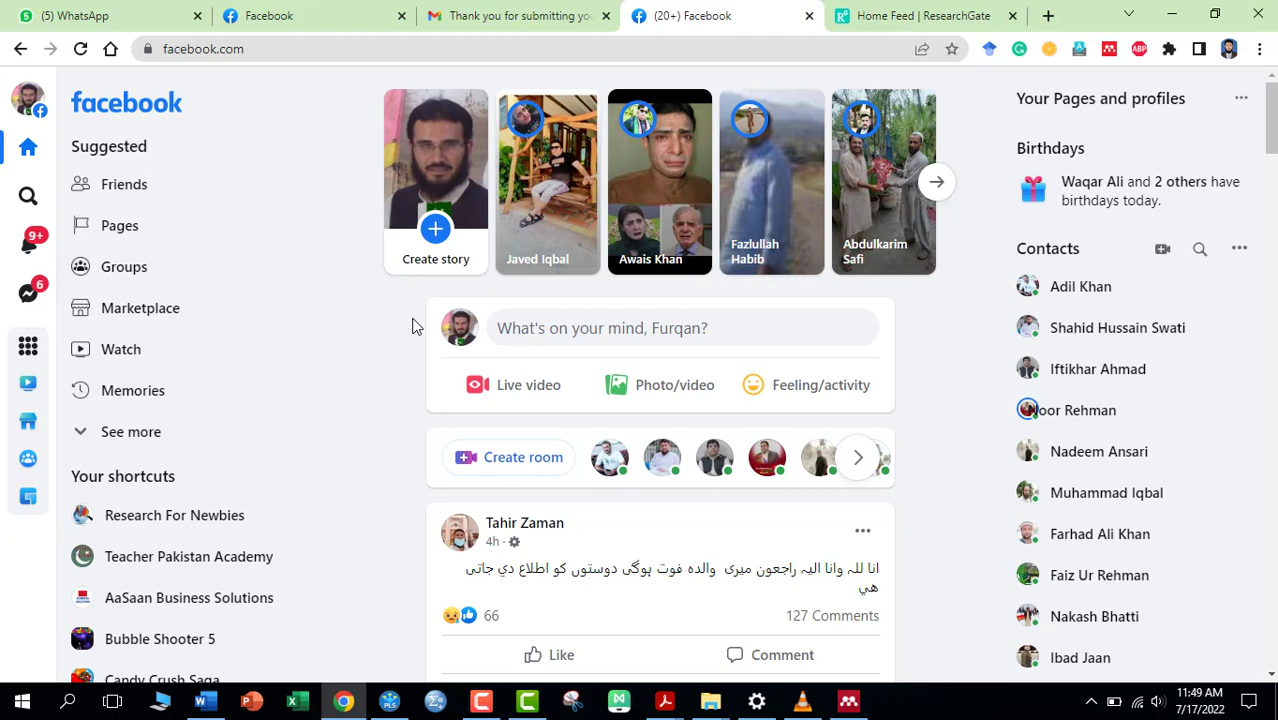 (5) WhatsApp
Facebook
Thank you for submitting yo
(20+) Facebook
Home Feed | ResearchGate
facebook.com
ABP
facebook
Suggested
Friends
Pages
Groups
Marketplace
Watch
Memories
See more
Your shortcuts
Research For Newbies
Teacher Pakistan Academy
AaSaan Business Solutions
Bubble Shooter 5
Candy Crush Saga
9+
6
Create story
Javed Iqbal
Awais Khan
Fazlullah
Habib
Abdulkarim
Safi
What's on your mind, Furqan?
Live video
Photo/video
Feeling/activity
Create room
Tahir Zaman
4h
انا للہ وانا الیہ راجعون میری والدہ فوت ہوگی دوستوں کو اطلاع دي جاتی
هي
66
127 Comments
Like
Comment
Your Pages and profiles
Birthdays
Waqar Ali and 2 others have
birthdays today.
Contacts
Adil Khan
Shahid Hussain Swati
Iftikhar Ahmad
Noor Rehman
Nadeem Ansari
Muhammad Iqbal
Farhad Ali Khan
Faiz Ur Rehman
Nakash Bhatti
Ibad Jaan
PLS
11:49 AM
7/17/2022